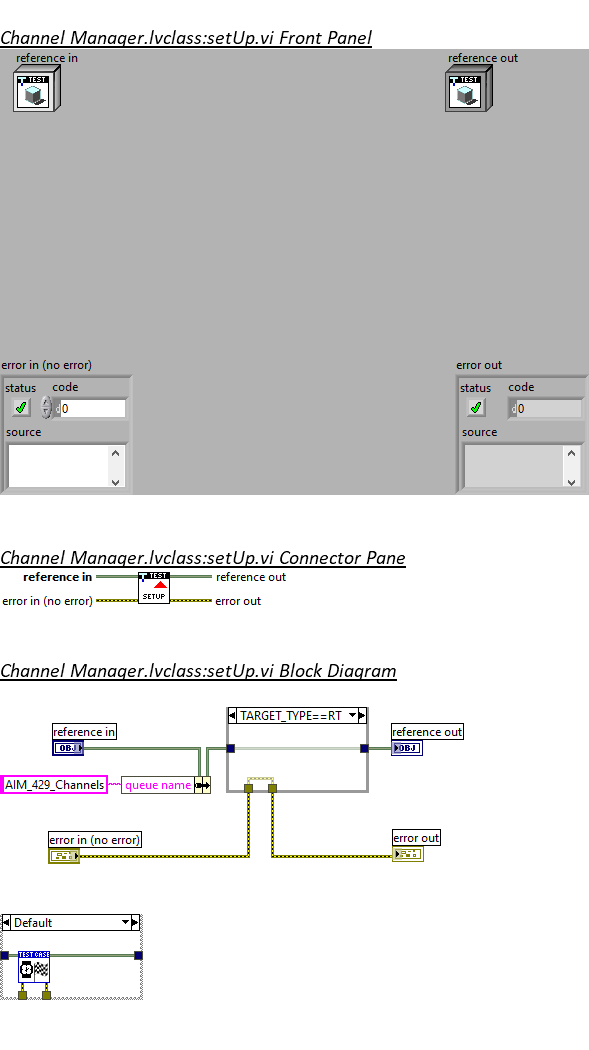 Channel Manager.lvclass:setUp.vi Front Panel
reference in
reference out
TEST
TEST
error in (no error)
error out
status
code
status
code
d
0
d
0
source
source
Channel Manager.lvclass:setUp.vi Connector Pane
reference in
TEST
reference out
error in (no error)
SETUP
error out
Channel Manager.lvclass:setUp.vi Block Diagram
TARGET_TYPE==RT
reference in
reference out
OBJ
OBJ
AIM_429_Channels
queue name
error in (no error)
error out
Default
TEST CASE